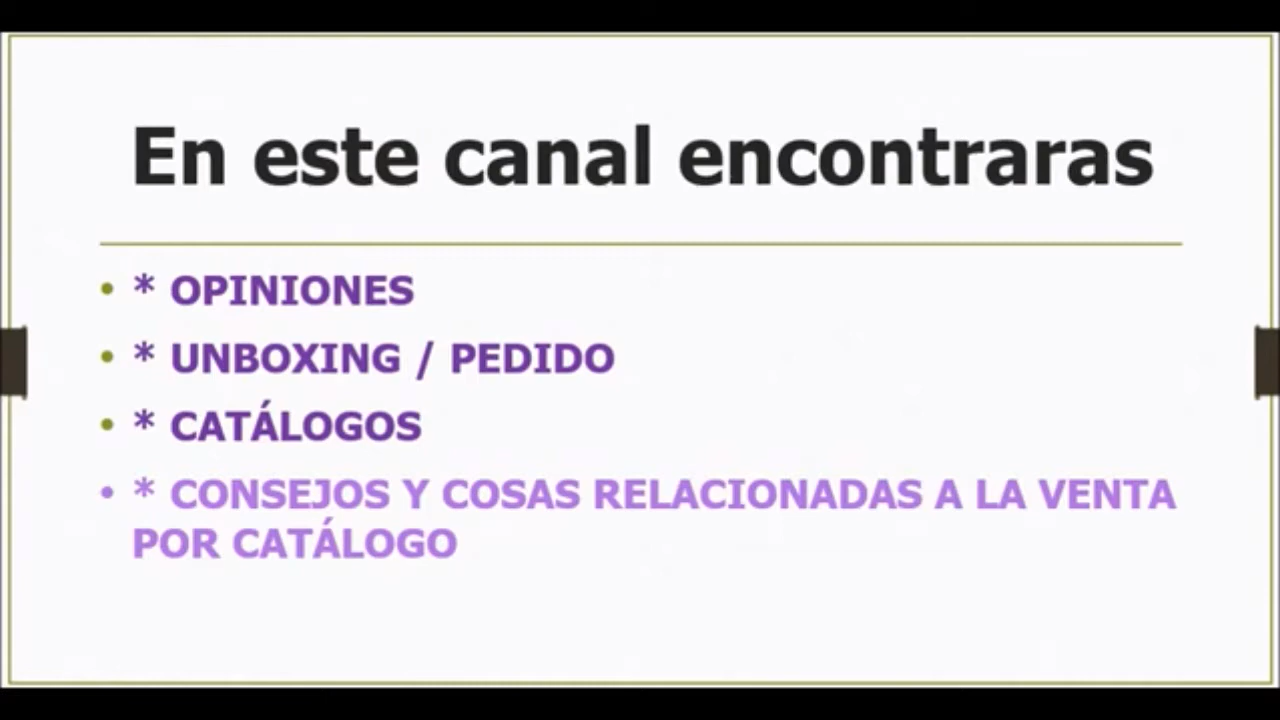 En este canal encontraras
• * OPINIONES
• * UNBOXING / PEDIDO
• * CATÁLOGOS
• * CONSEJOS Y COSAS RELACIONADAS A LA VENTA
POR CATÁLOGO